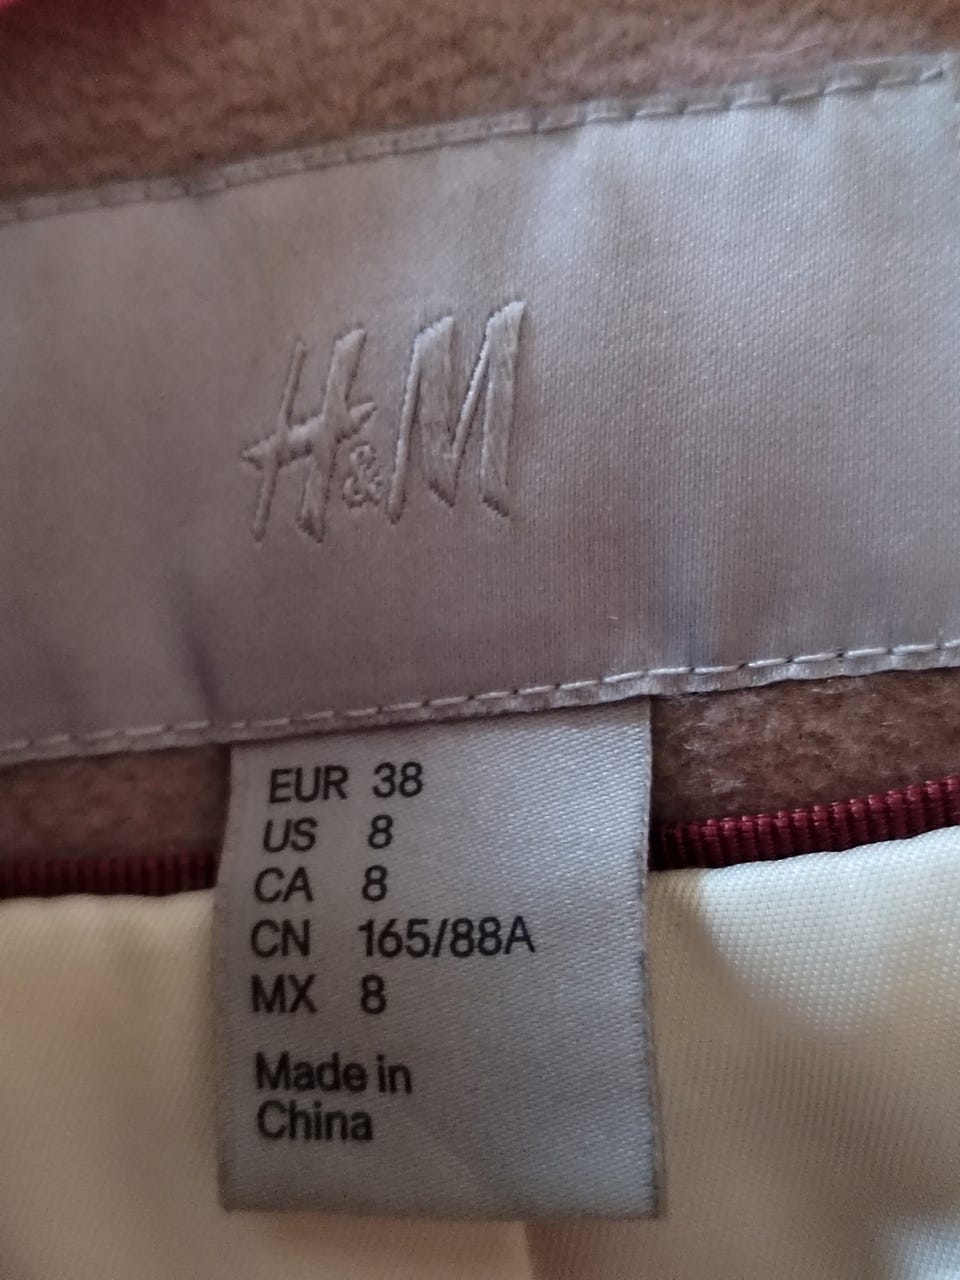 H&M
EUR 38
US 8
CA 8
CN 165/88A
MX 8
Made in
China